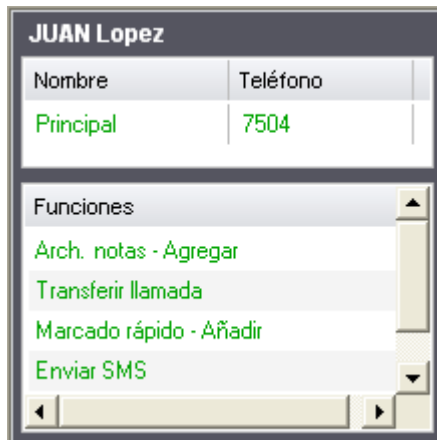 JUAN Lopez
Nombre Teléfono
Principal 7504
Funciones
Arch. notas - Agregar
Transferir llamada
Marcado rápido - Añadir
Enviar SMS